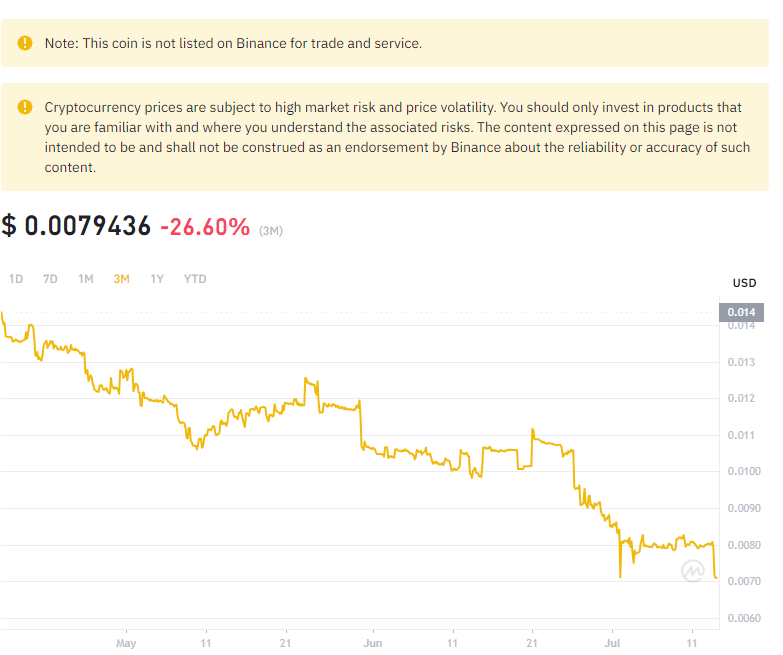 Note: This coin is not listed on Binance for trade and service.
Cryptocurrency prices are subject to high market risk and price volatility. You should only invest in products that
you are familiar with and where you understand the associated risks. The content expressed on this page is not
intended to be and shall not be construed as an endorsement by Binance about the reliability or accuracy of such
content.
$ 0.0079436 -26.60% (3M)
1D 7D 1M 3M 1Y YTD
USD
0.014
0.014
0.013
0.012
0.011
0.0100
0.0090
0.0080
0.0070
0.0060
May 11 21 Jun 11 21 Jul 11